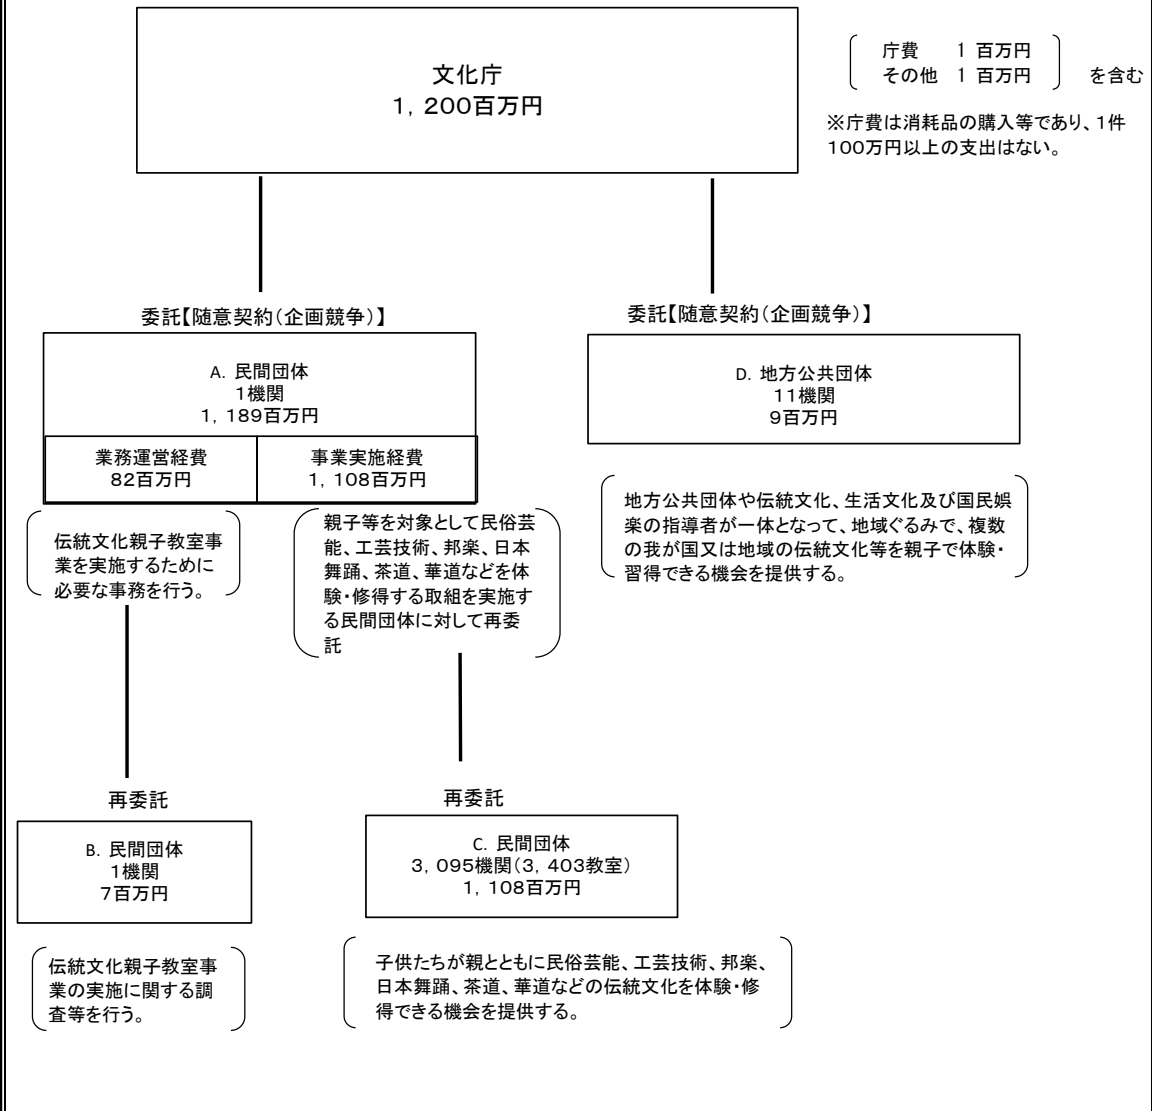 文化庁
1，200百万円
庁費　1 百万円
その他　1 百万円　を含む
※庁費は消耗品の購入等であり、1件
100万円以上の支出はない。
委託【随意契約（企画競争）】
A. 民間団体
1機関
1，189百万円
業務運営経費
82百万円
事業実施経費
1，108百万円
伝統文化親子教室事
業を実施するために
必要な事務を行う。
親子等を対象として民俗芸
能、工芸技術、邦楽、日本
舞踊、茶道、華道などを体
験・修得する取組を実施す
る民間団体に対して再委
託
委託【随意契約（企画競争）】
D. 地方公共団体
11機関
9百万円
地方公共団体や伝統文化、生活文化及び国民娯
楽の指導者が一体となって、地域ぐるみで、複数
の我が国又は地域の伝統文化等を親子で体験・
習得できる機会を提供する。
再委託
B. 民間団体
1機関
7百万円
伝統文化親子教室事
業の実施に関する調
査等を行う。
再委託
C. 民間団体
3，095機関（3，403教室）
1，108百万円
子供たちが親とともに民俗芸能、工芸技術、邦楽、
日本舞踊、茶道、華道などの伝統文化を体験・修
得できる機会を提供する。